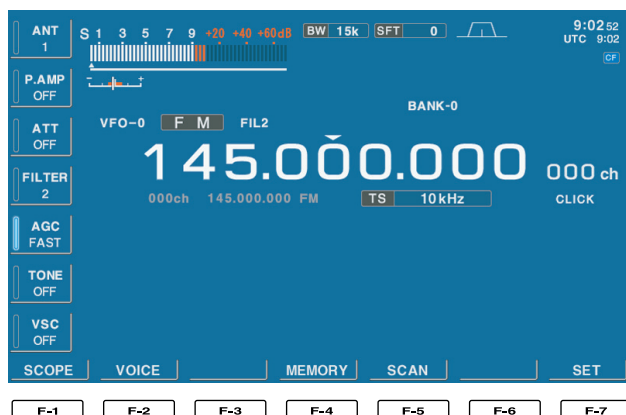 ANT
1
S 1 3 5 7 9 +20 +40 +60dB
BW 15k SFT 0
9:02 52
UTC 9:02
CF
P.AMP
OFF
- +
BANK-0
ATT
OFF
VFO-0 FM FIL2
145.000.000 000 ch
FILTER
2
000ch 145.000.000 FM TS 10kHz CLICK
AGC
FAST
TONE
OFF
VSC
OFF
SCOPE VOICE MEMORY SCAN SET
F-1 F-2 F-3 F-4 F-5 F-6 F-7